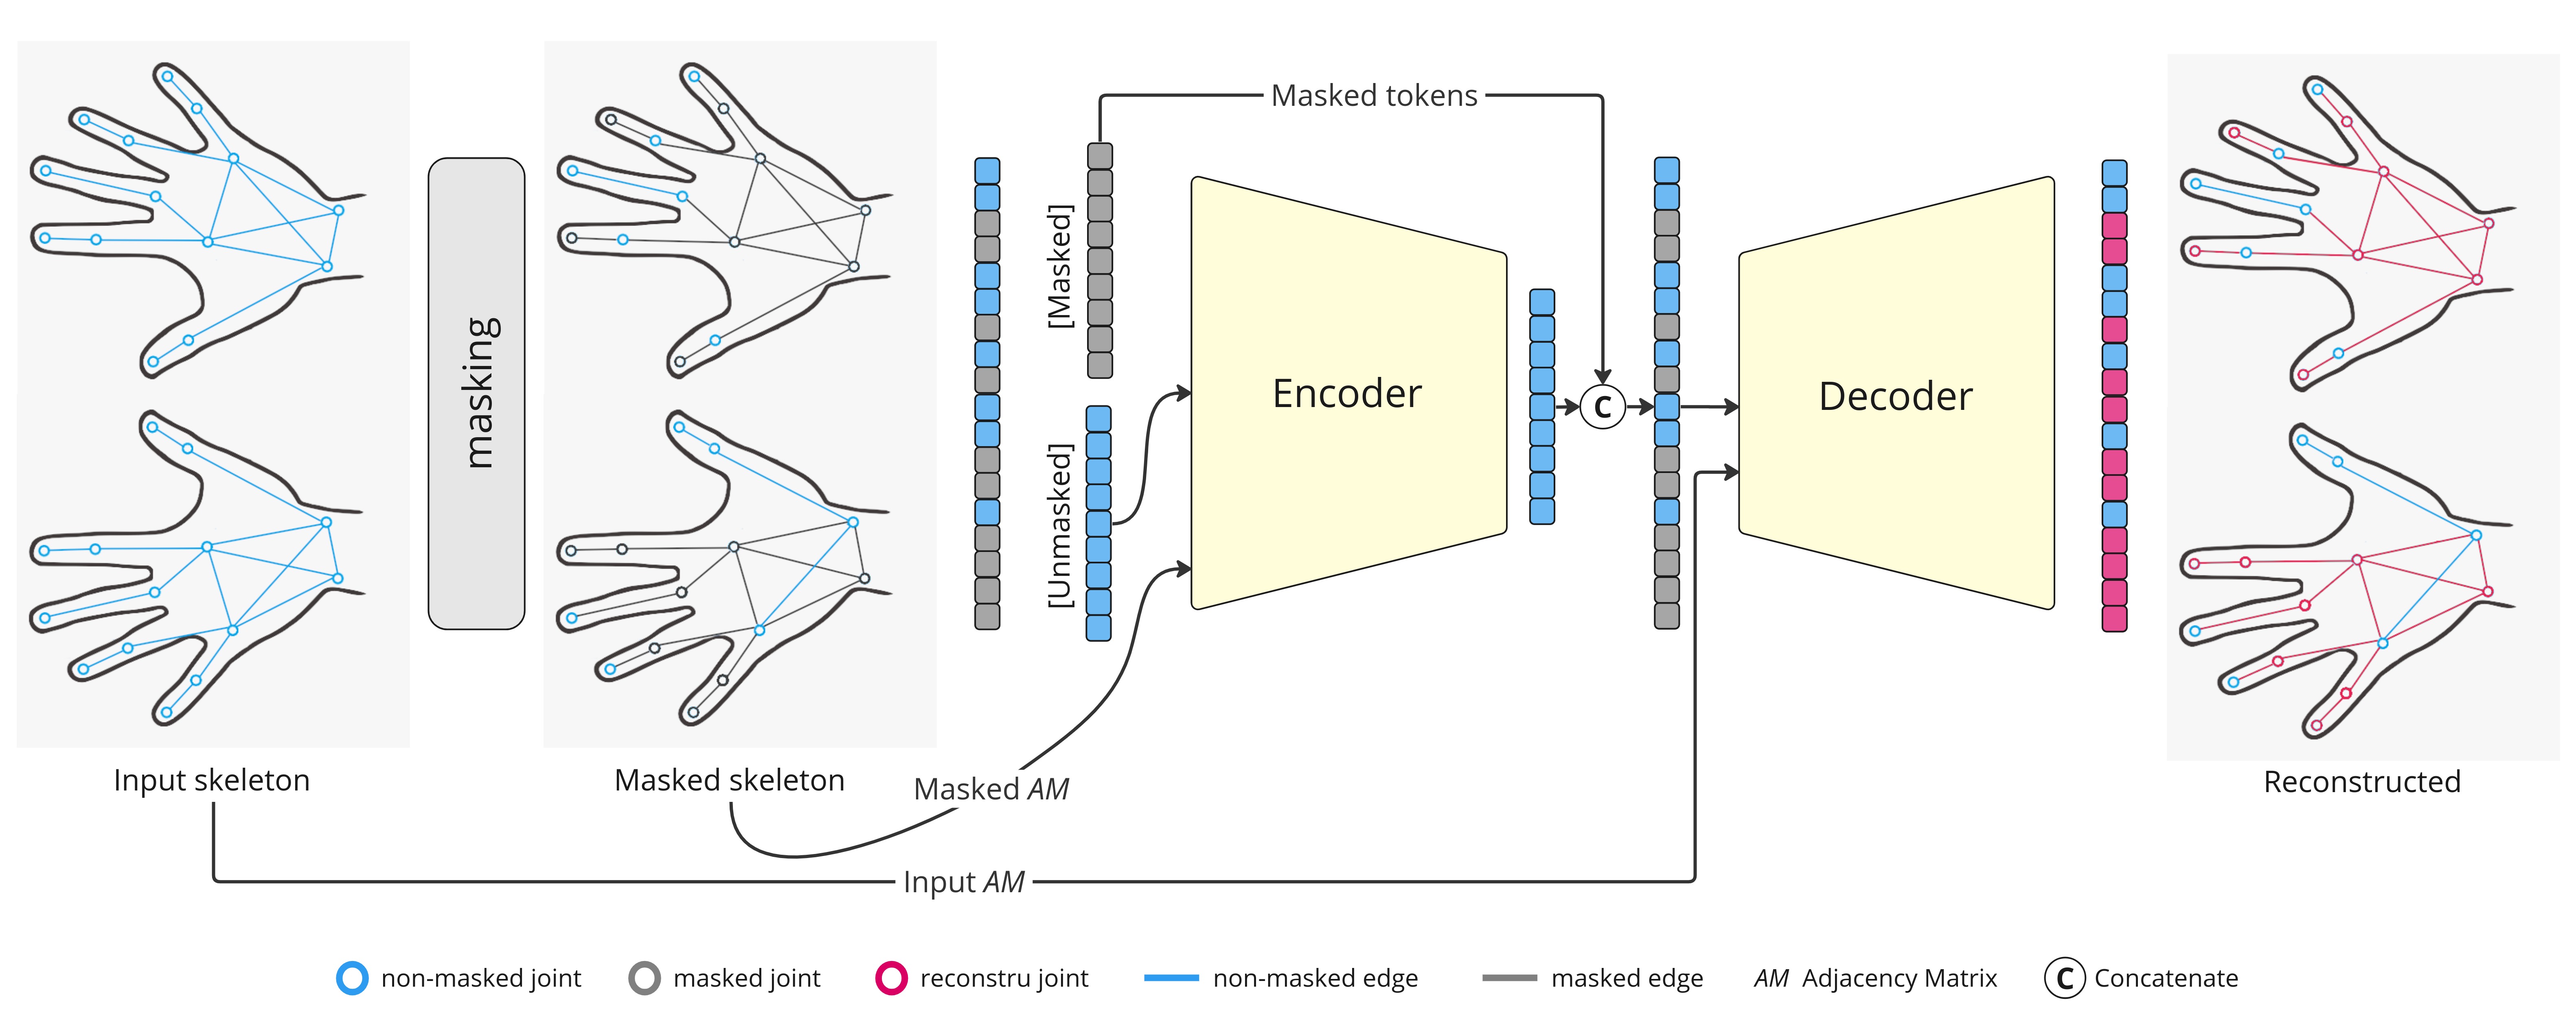 Masked tokens
masking
[Masked]
[Unmasked]
Encoder
C
Decoder
Input skeleton
Masked skeleton
Masked AM
Reconstructed
Input AM
non-masked joint
masked joint
reconstru joint
non-masked edge
masked edge
AM Adjacency Matrix
C Concatenate